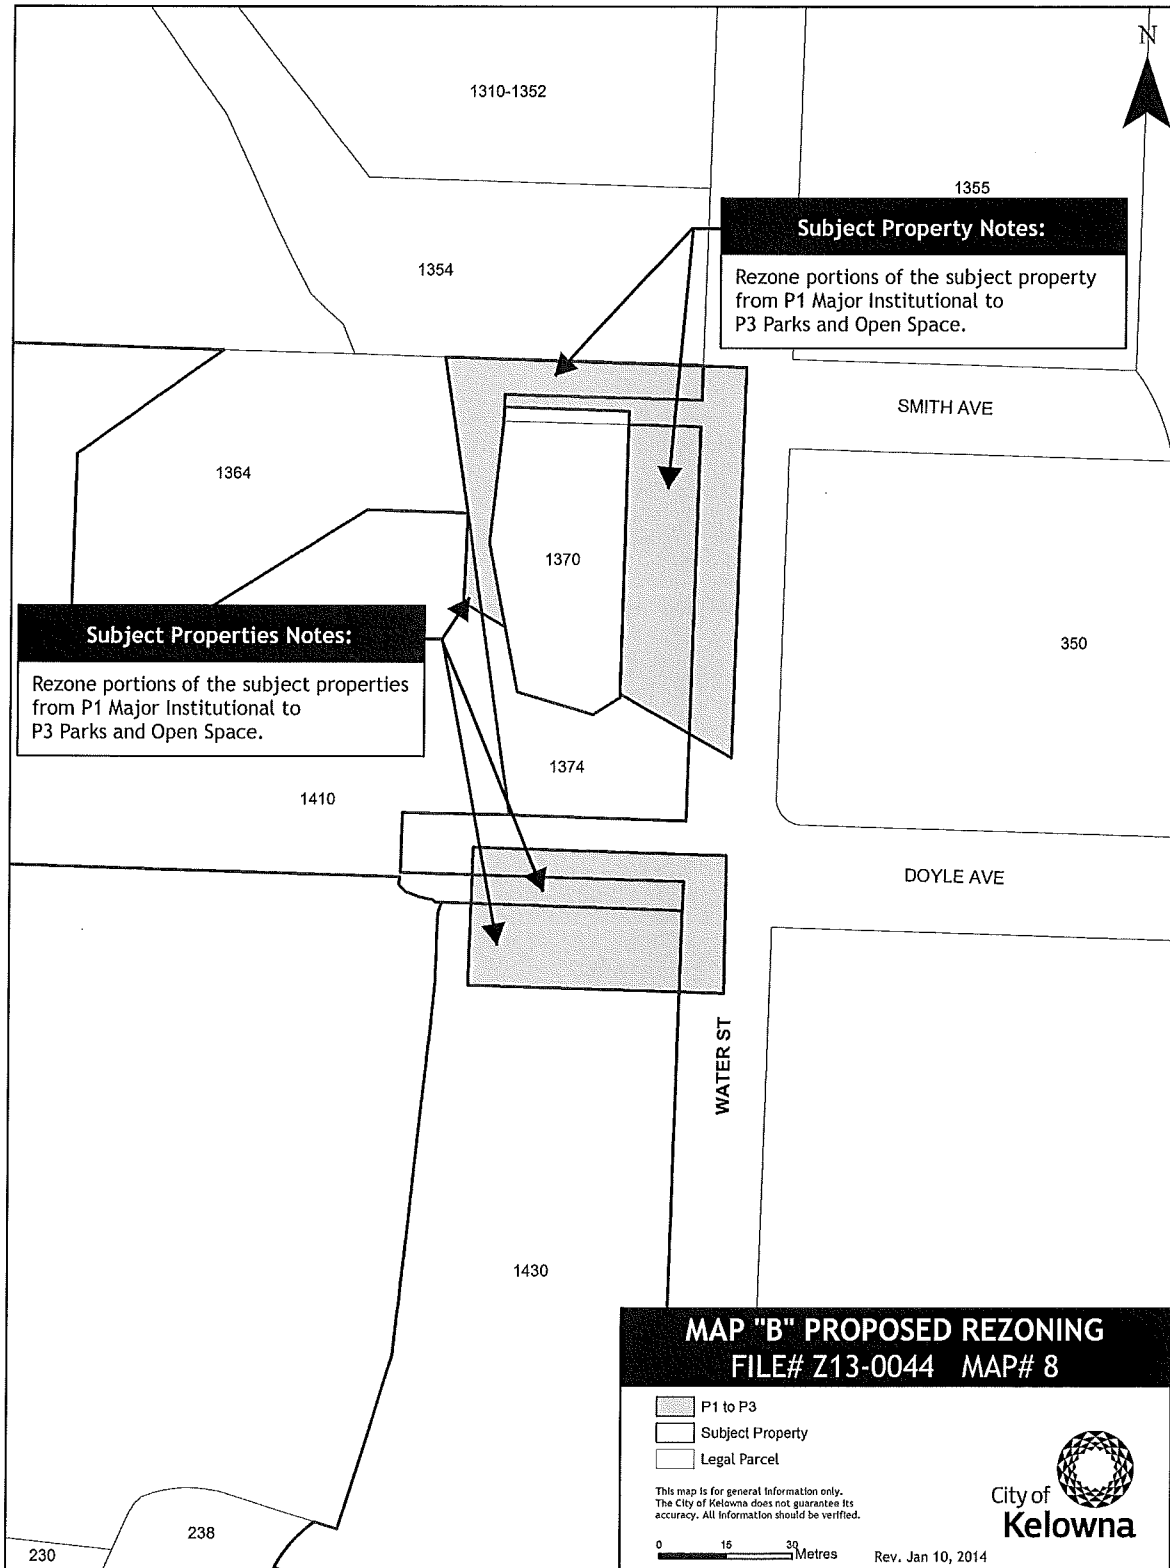 N
1310-1352
1355
Subject Property Notes:
Rezone portions of the subject property
from P1 Major Institutional to
P3 Parks and Open Space.
1354
SMITH AVE
1364
1370
350
Subject Properties Notes:
Rezone portions of the subject properties
from P1 Major Institutional to
P3 Parks and Open Space.
1374
1410
DOYLE AVE
WATER ST
1430
MAP "B" PROPOSED REZONING
FILE# Z13-0044 MAP# 8
P1 to P3
Subject Property
Legal Parcel
This map is for general information only.
The City of Kelowna does not guarantee its
accuracy. All information should be verified.
City of
Kelowna
0 15 30 Metres
Rev. Jan 10, 2014
238
230